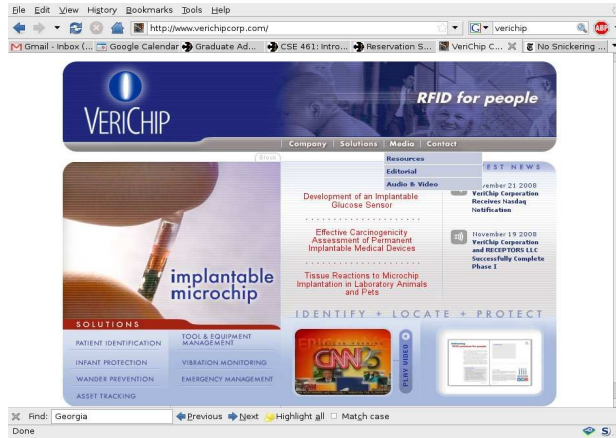 File Edit View History Bookmarks Tools Help
http://www.verichipcorp.com/
verichip
ABP
Gmail - Inbox (...
Google Calendar
Graduate Ad...
CSE 461: Intro...
Reservation S...
VeriChip C...
No Snickering ...
VERICHIP
RFID for people
Company | Solutions | Media | Contact
Block
Resources
Editorial
Audio & Video
EST NEWS
Development of an Implantable
Glucose Sensor
Effective Carcinogenicity
Assessment of Permanent
Implantable Medical Devices
Tissue Reactions to Microchip
Implantation in Laboratory Animals
and Pets
vember 21 2008
VeriChip Corporation
Receives Nasdaq
Notification
November 19 2008
VeriChip Corporation
and RECEPTORS LLC
Successfully Complete
Phase I
implantable
microchip
IDENTIFY + LOCATE + PROTECT
SOLUTIONS
PATIENT IDENTIFICATION
TOOL & EQUIPMENT
MANAGEMENT
INFANT PROTECTION
VIBRATION MONITORING
WANDER PREVENTION
EMERGENCY MANAGEMENT
ASSET TRACKING
CNN 25
PLAY VIDEO
Find: Georgia
Previous Next Highlight all Match case
Done